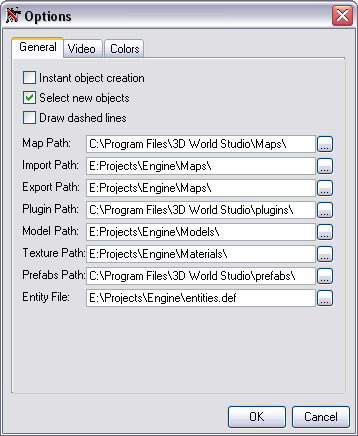 Options
General Video Colors
Instant object creation
Select new objects
Draw dashed lines
Map Path: C:\Program Files\3D World Studio\Maps\ ...
Import Path: E:Projects\Engine\Maps\ ...
Export Path: E:Projects\Engine\Maps\ ...
Plugin Path: C:\Program Files\3D World Studio\plugins\ ...
Model Path: E:Projects\Engine\Models\ ...
Texture Path: E:Projects\Engine\Materials\ ...
Prefabs Path: C:\Program Files\3D World Studio\prefabs\ ...
Entity File: E:\Projects\Engine\entities.def ...
OK Cancel